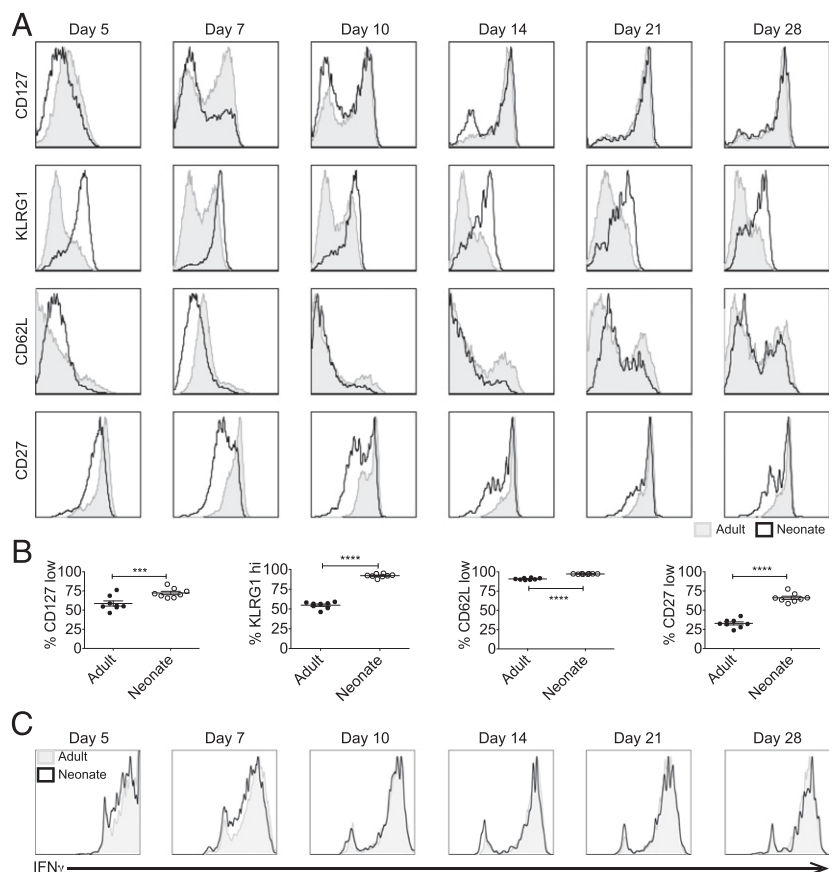 A
Day 5 Day 7 Day 10 Day 14 Day 21 Day 28
CD127
KLRG1
CD62L
CD27
Adult Neonate
B
*** **** **** ****
% CD127 low
100
75
50
25
0
Adult Neonate
% KLRG1 hi
100
75
50
25
0
Adult Neonate
% CD62L low
100
75
50
25
0
Adult Neonate
% CD27 low
100
75
50
25
0
Adult Neonate
C
Day 5 Day 7 Day 10 Day 14 Day 21 Day 28
Adult
Neonate
IFNγ